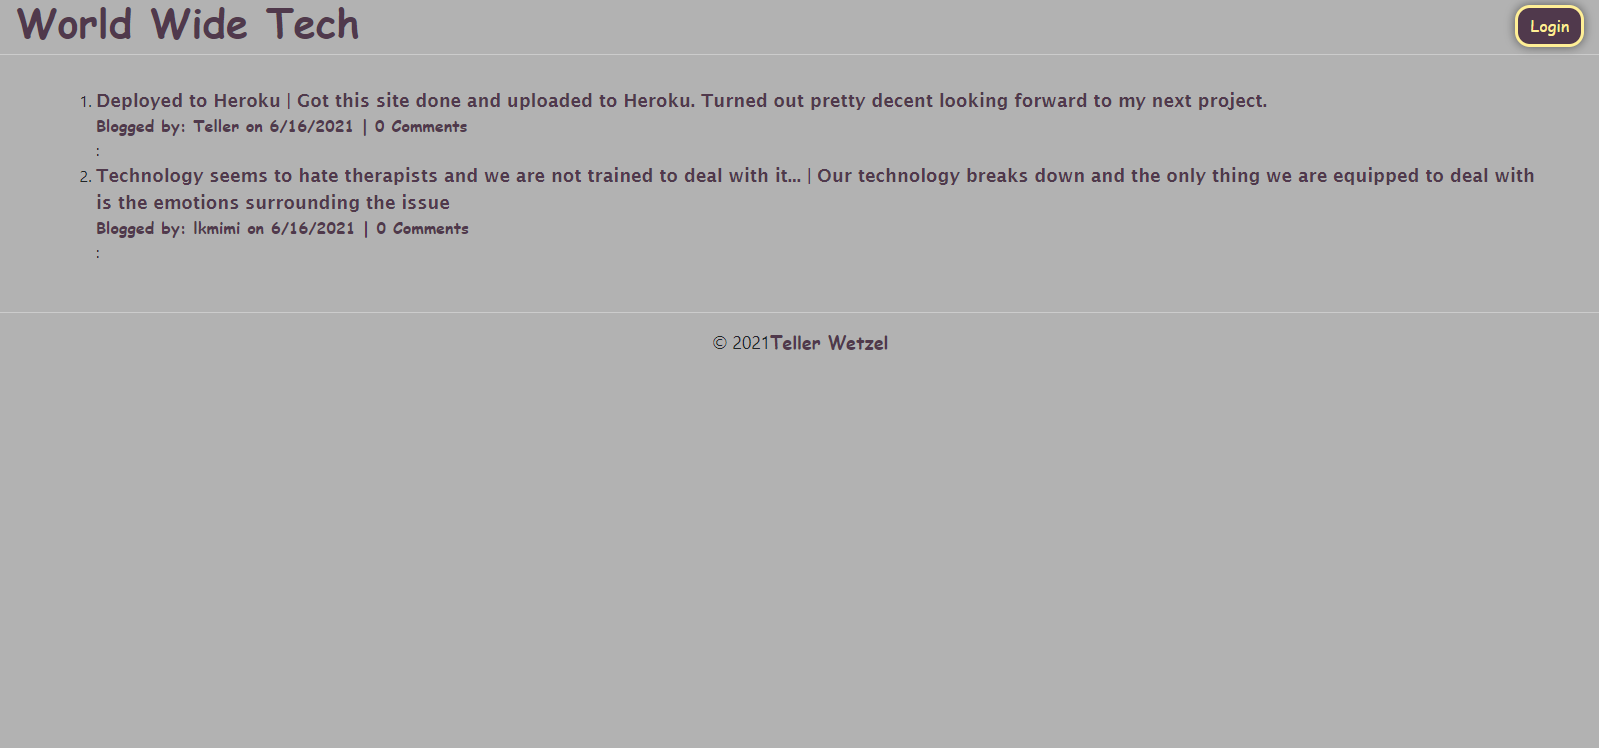 World Wide Tech
Login
1. Deployed to Heroku | Got this site done and uploaded to Heroku. Turned out pretty decent looking forward to my next project.
Blogged by: Teller on 6/16/2021 | 0 Comments
:
2. Technology seems to hate therapists and we are not trained to deal with it... | Our technology breaks down and the only thing we are equipped to deal with
is the emotions surrounding the issue
Blogged by: lkmimi on 6/16/2021 | 0 Comments
:
© 2021Teller Wetzel